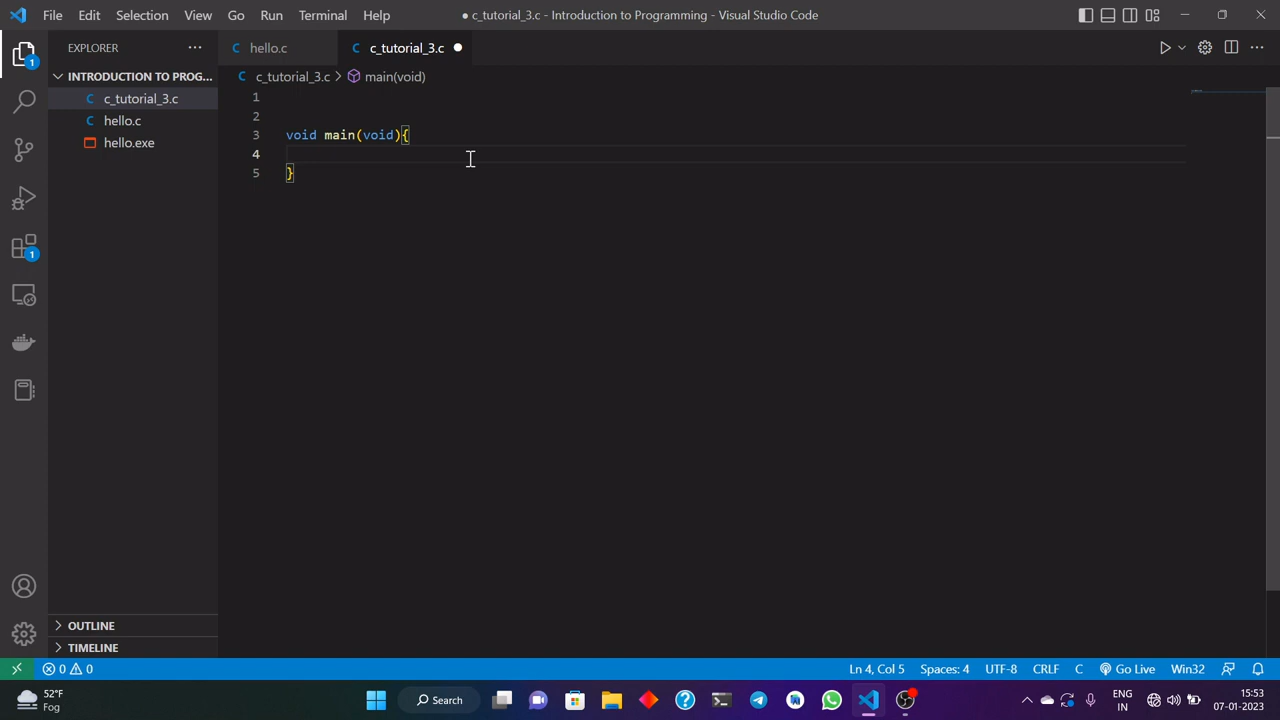 File Edit Selection View Go Run Terminal Help ● c_tutorial_3.c - Introduction to Programming - Visual Studio Code
EXPLORER ··· C hello.c C c_tutorial_3.c ●
INTRODUCTION TO PROG... C c_tutorial_3.c > main(void)
C c_tutorial_3.c
C hello.c
hello.exe
1
1
1
2
3 void main(void){
4
5 }
OUTLINE
TIMELINE
0 0 Ln 4, Col 5 Spaces: 4 UTF-8 CRLF C Go Live Win32
52°F
Fog
Search
ENG
IN
15:53
07-01-2023